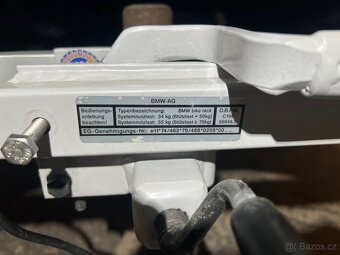 BMW-AG
Bedienungs- Typenbezeichnung: BMW bike rack
anleitung Systemnutzlast 34 kg (Stützlast = 50kg)
beachten! Systemnutzlast 55 kg (Stützlast ≥ 75kg)
EG-Genehmigungs-Nr.: e11*74/483*79/488*0209*00
Bazos.cz